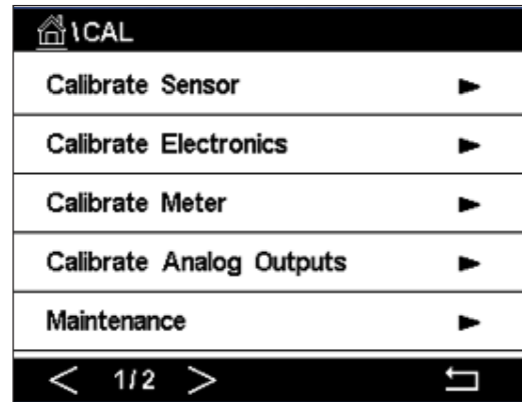 \CAL
Calibrate Sensor
Calibrate Electronics
Calibrate Meter
Calibrate Analog Outputs
Maintenance
< 1/2 >